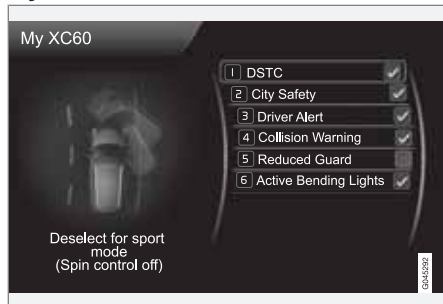 My XC60
1 DSTC
2 City Safety
3 Driver Alert
4 Collision Warning
5 Reduced Guard
6 Active Bending Lights
Deselect for sport
mode
(Spin control off)
G045292